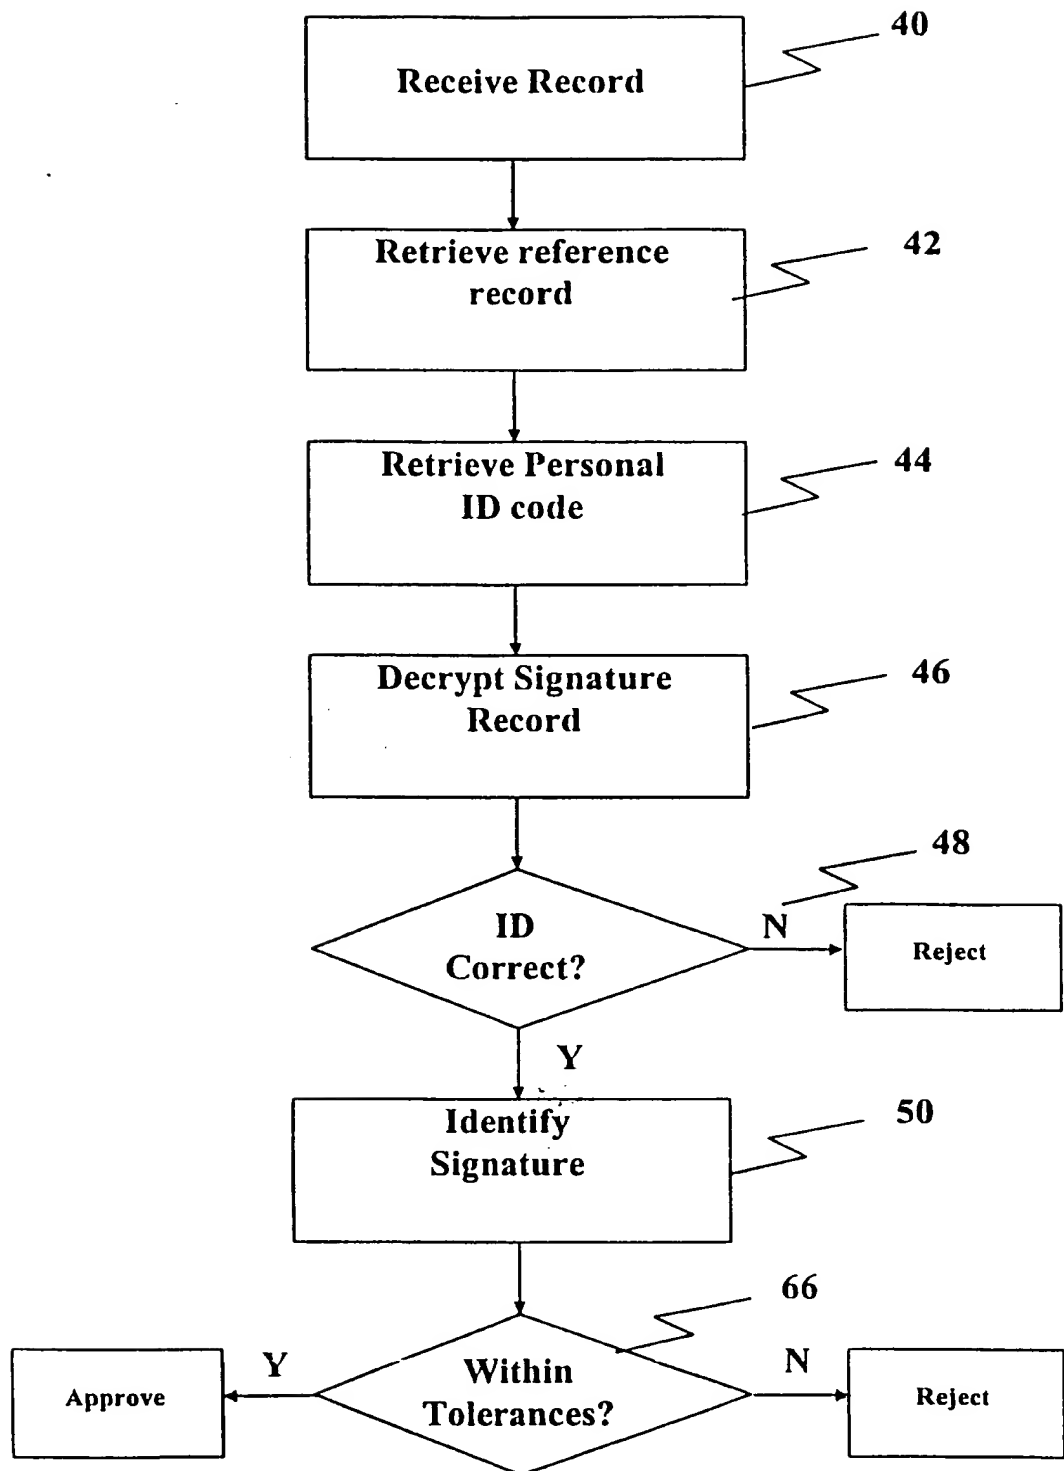 40
Receive Record
42
Retrieve reference
record
44
Retrieve Personal
ID code
46
Decrypt Signature
Record
48
ID
Correct?
N
Reject
Y
50
Identify
Signature
66
Within
Tolerances?
Y
Approve
N
Reject